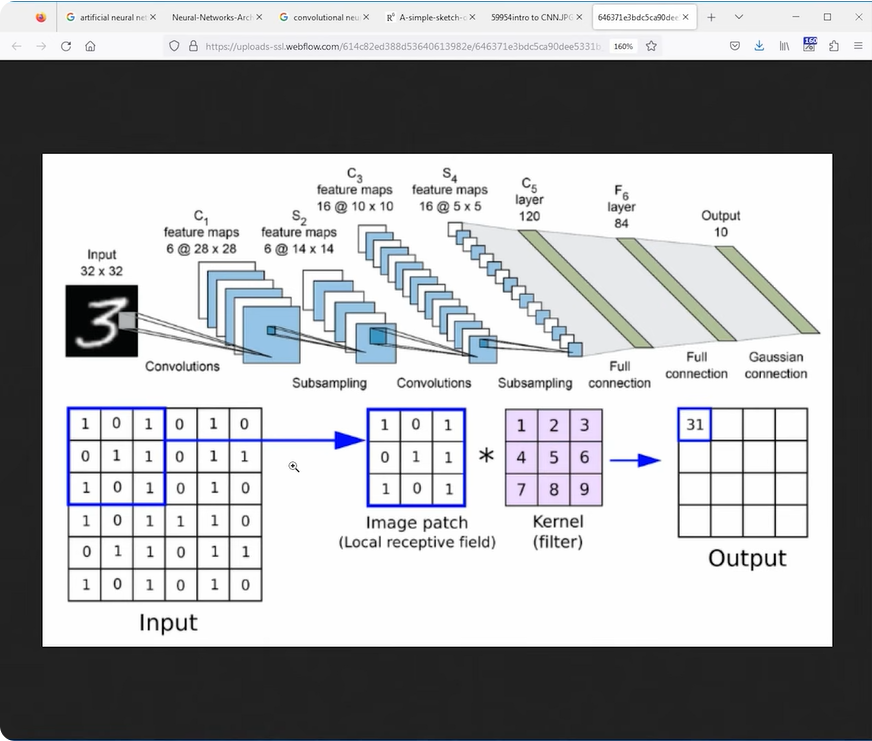 artificial neural ne
Neural-Networks-Arc
convolutional neu
A-simple-sketch-o
59954intro to CNN.JPG
646371e3bdc5ca90dee
https://uploads-ssl.webflow.com/614c82ed388d53640613982e/646371e3bdc5ca90dee5331b
160%
160
C3
feature maps
16 @ 10 x 10
S4
feature maps
16 @ 5 x 5
C5
layer
120
F6
layer
84
Output
10
C1
feature maps
6 @ 28 x 28
S2
feature maps
6 @ 14 x 14
Input
32 x 32
3
Convolutions
Subsampling
Convolutions
Subsampling
Full
connection
Full
connection
Gaussian
connection
1 0 1 0 1 0
0 1 1 0 1 1
1 0 1 0 1 0
1 0 1 1 1 0
0 1 1 0 1 1
1 0 1 0 1 0
Input
1 0 1
0 1 1
1 0 1
Image patch
(Local receptive field)
*
1 2 3
4 5 6
7 8 9
Kernel
(filter)
31
Output